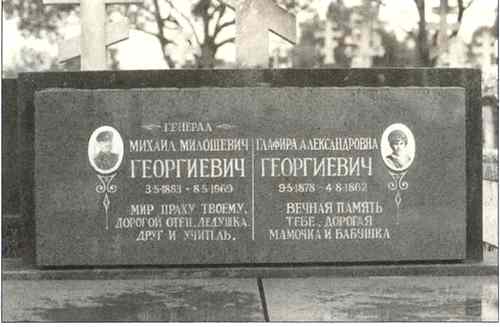 ГЕНЕРАЛ
МИХАИЛ МИЛОШЕВИЧ
ГЕОРГИЕВИЧ
3·5·1883 - 8·5·1969
МИР ПРАХУ ТВОЕМУ,
ДОРОГОЙ ОТЕЦ, ДЕДУШКА,
ДРУГ И УЧИТЕЛЬ.
ГЛАФИРА АЛЕКСАНДРОВНА
ГЕОРГИЕВИЧ
9·5·1878 - 4·8·1962
ВЕЧНАЯ ПАМЯТЬ
ТЕБЕ, ДОРОГАЯ
МАМОЧКА И БАБУШКА